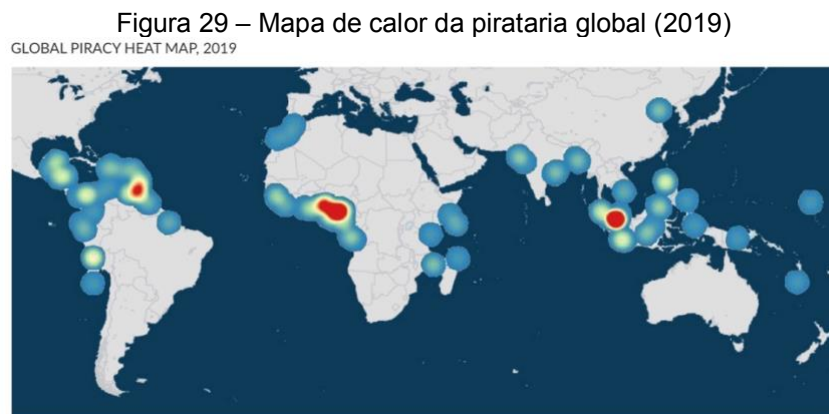 Figura 29 – Mapa de calor da pirataria global (2019)
GLOBAL PIRACY HEAT MAP, 2019